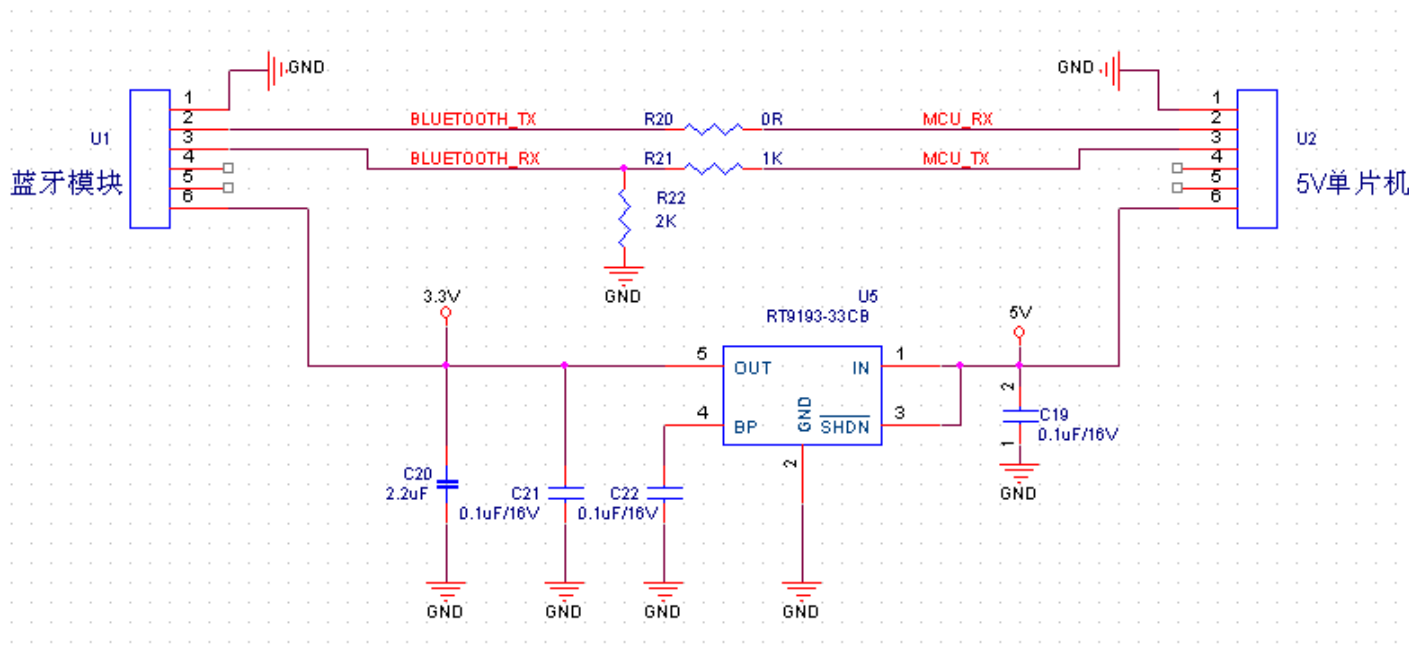 GND
GND
1
2
3
4
5
6
U1
蓝牙模块
BLUETOOTH_TX
R20
0R
MCU_RX
BLUETOOTH_RX
R21
1K
MCU_TX
R22
2K
GND
1
2
3
4
5
6
U2
5V单片机
3.3V
U5
RT9193-33CB
5V
5
OUT
IN
1
4
BP
GND
SHDN
3
2
2
C19
0.1uF/16V
1
GND
C20
2.2uF
C21
0.1uF/16V
C22
0.1uF/16V
GND
GND
GND
GND